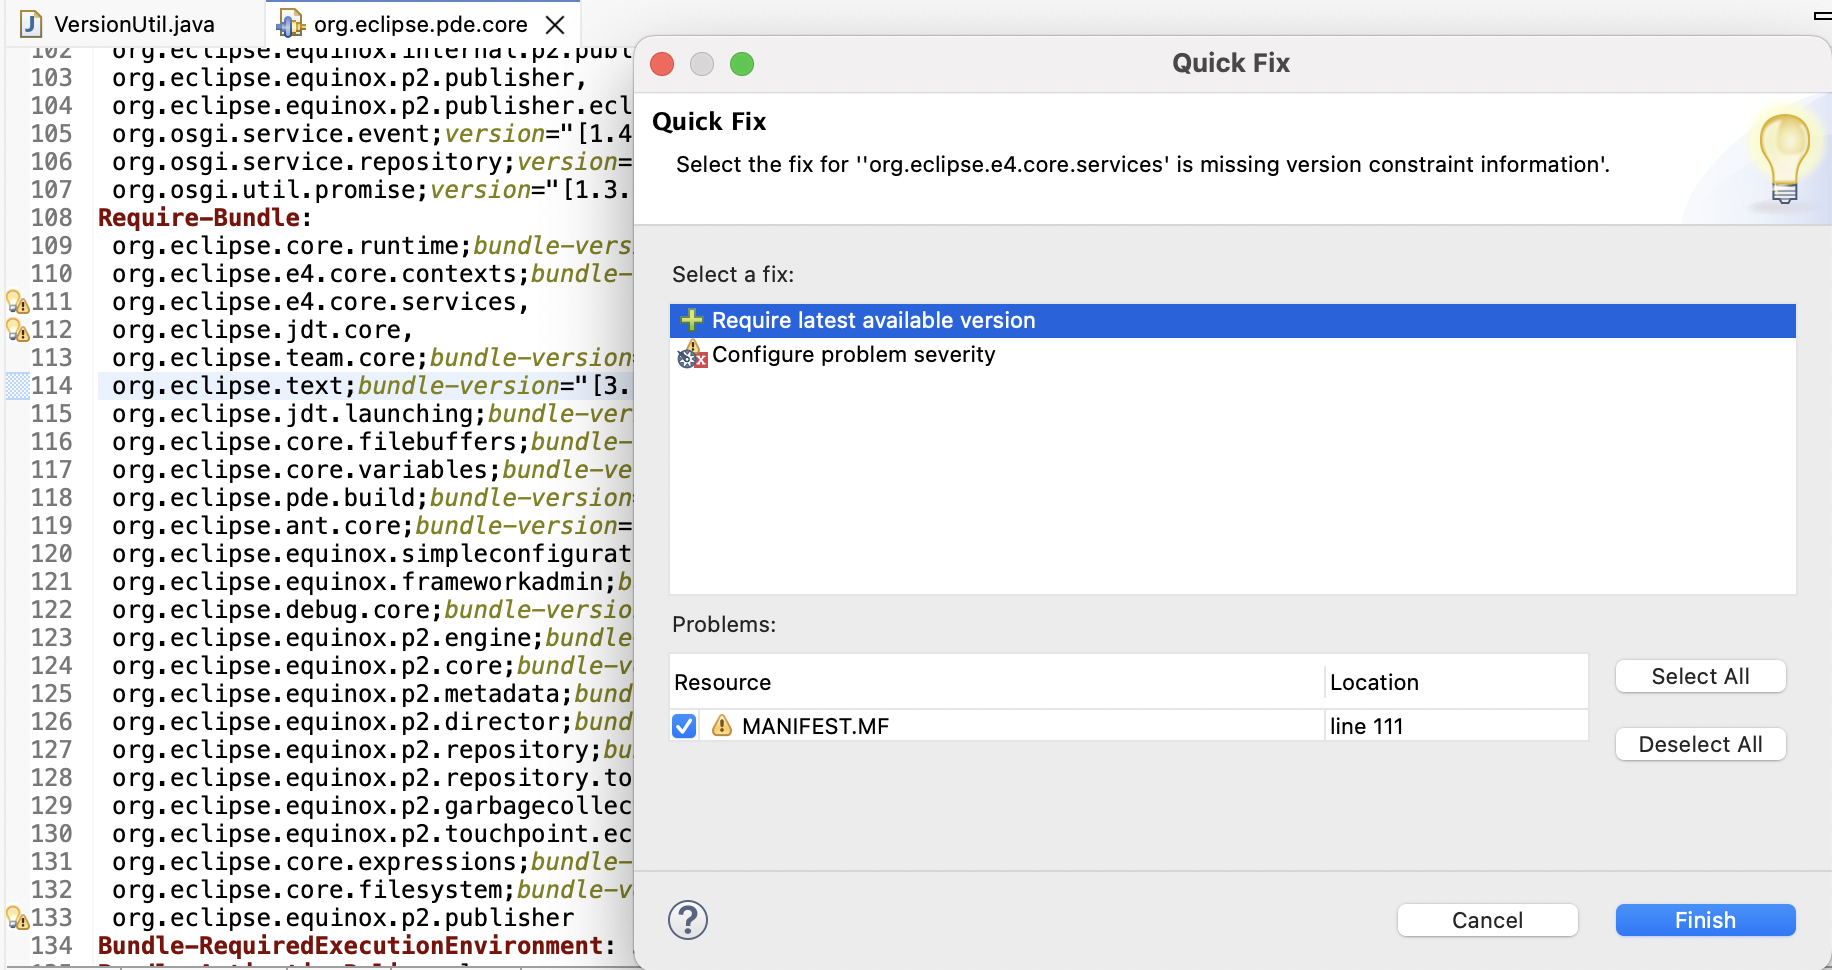 VersionUtil.java
org.eclipse.pde.core
102 org.eclipse.equinox.internal.p2.publ
103 org.eclipse.equinox.p2.publisher,
104 org.eclipse.equinox.p2.publisher.ecl
105 org.osgi.service.event;version="[1.4
106 org.osgi.service.repository;version=
107 org.osgi.util.promise;version="[1.3.
108 Require-Bundle:
109 org.eclipse.core.runtime;bundle-vers
110 org.eclipse.e4.core.contexts;bundle-
111 org.eclipse.e4.core.services,
112 org.eclipse.jdt.core,
113 org.eclipse.team.core;bundle-version=
114 org.eclipse.text;bundle-version="[3.
115 org.eclipse.jdt.launching;bundle-ver
116 org.eclipse.core.filebuffers;bundle-
117 org.eclipse.core.variables;bundle-ve
118 org.eclipse.pde.build;bundle-version=
119 org.eclipse.ant.core;bundle-version=
120 org.eclipse.equinox.simpleconfigurat
121 org.eclipse.equinox.frameworkadmin;b
122 org.eclipse.debug.core;bundle-versio
123 org.eclipse.equinox.p2.engine;bundle
124 org.eclipse.equinox.p2.core;bundle-v
125 org.eclipse.equinox.p2.metadata;bund
126 org.eclipse.equinox.p2.director;bund
127 org.eclipse.equinox.p2.repository;bu
128 org.eclipse.equinox.p2.repository.to
129 org.eclipse.equinox.p2.garbagecollec
130 org.eclipse.equinox.p2.touchpoint.ec
131 org.eclipse.core.expressions;bundle-
132 org.eclipse.core.filesystem;bundle-v
133 org.eclipse.equinox.p2.publisher
134 Bundle-RequiredExecutionEnvironment:
Quick Fix
Quick Fix
Select the fix for ''org.eclipse.e4.core.services' is missing version constraint information'.
Select a fix:
Require latest available version
Configure problem severity
Problems:
Resource Location
MANIFEST.MF line 111
Select All
Deselect All
?
Cancel
Finish